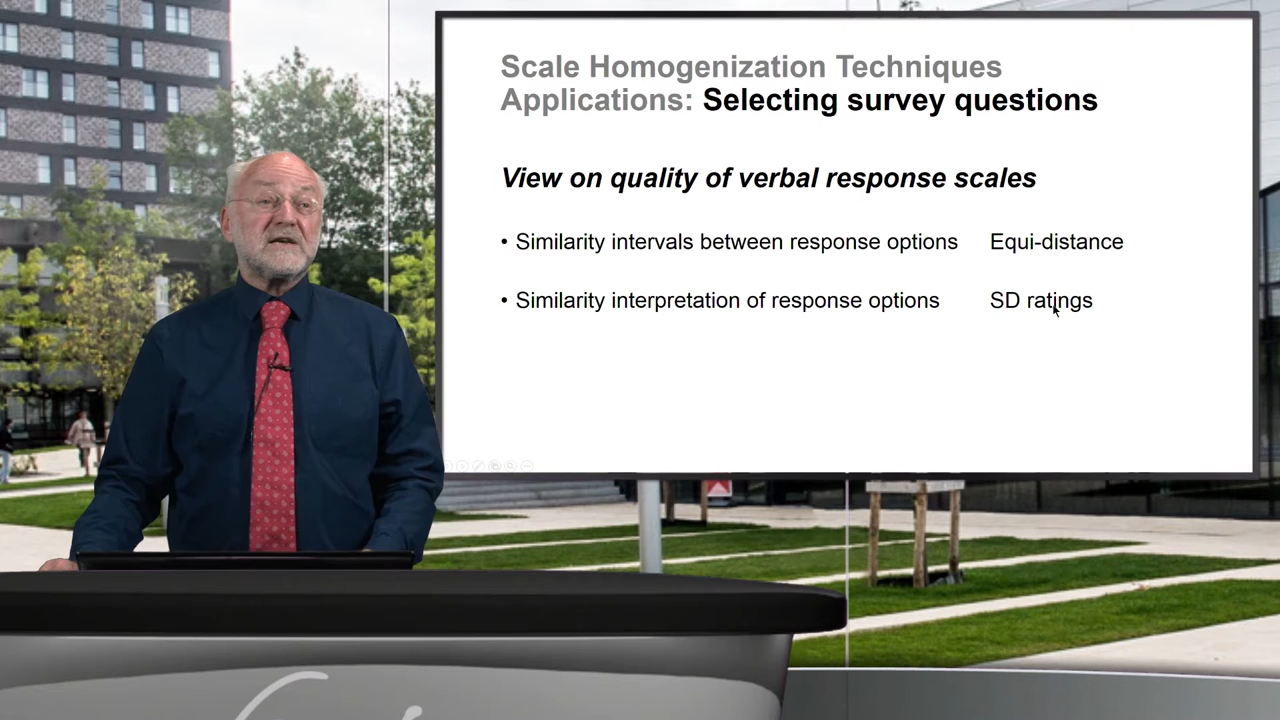 Scale Homogenization Techniques
Applications: Selecting survey questions
View on quality of verbal response scales
• Similarity intervals between response options Equi-distance
• Similarity interpretation of response options SD ratings